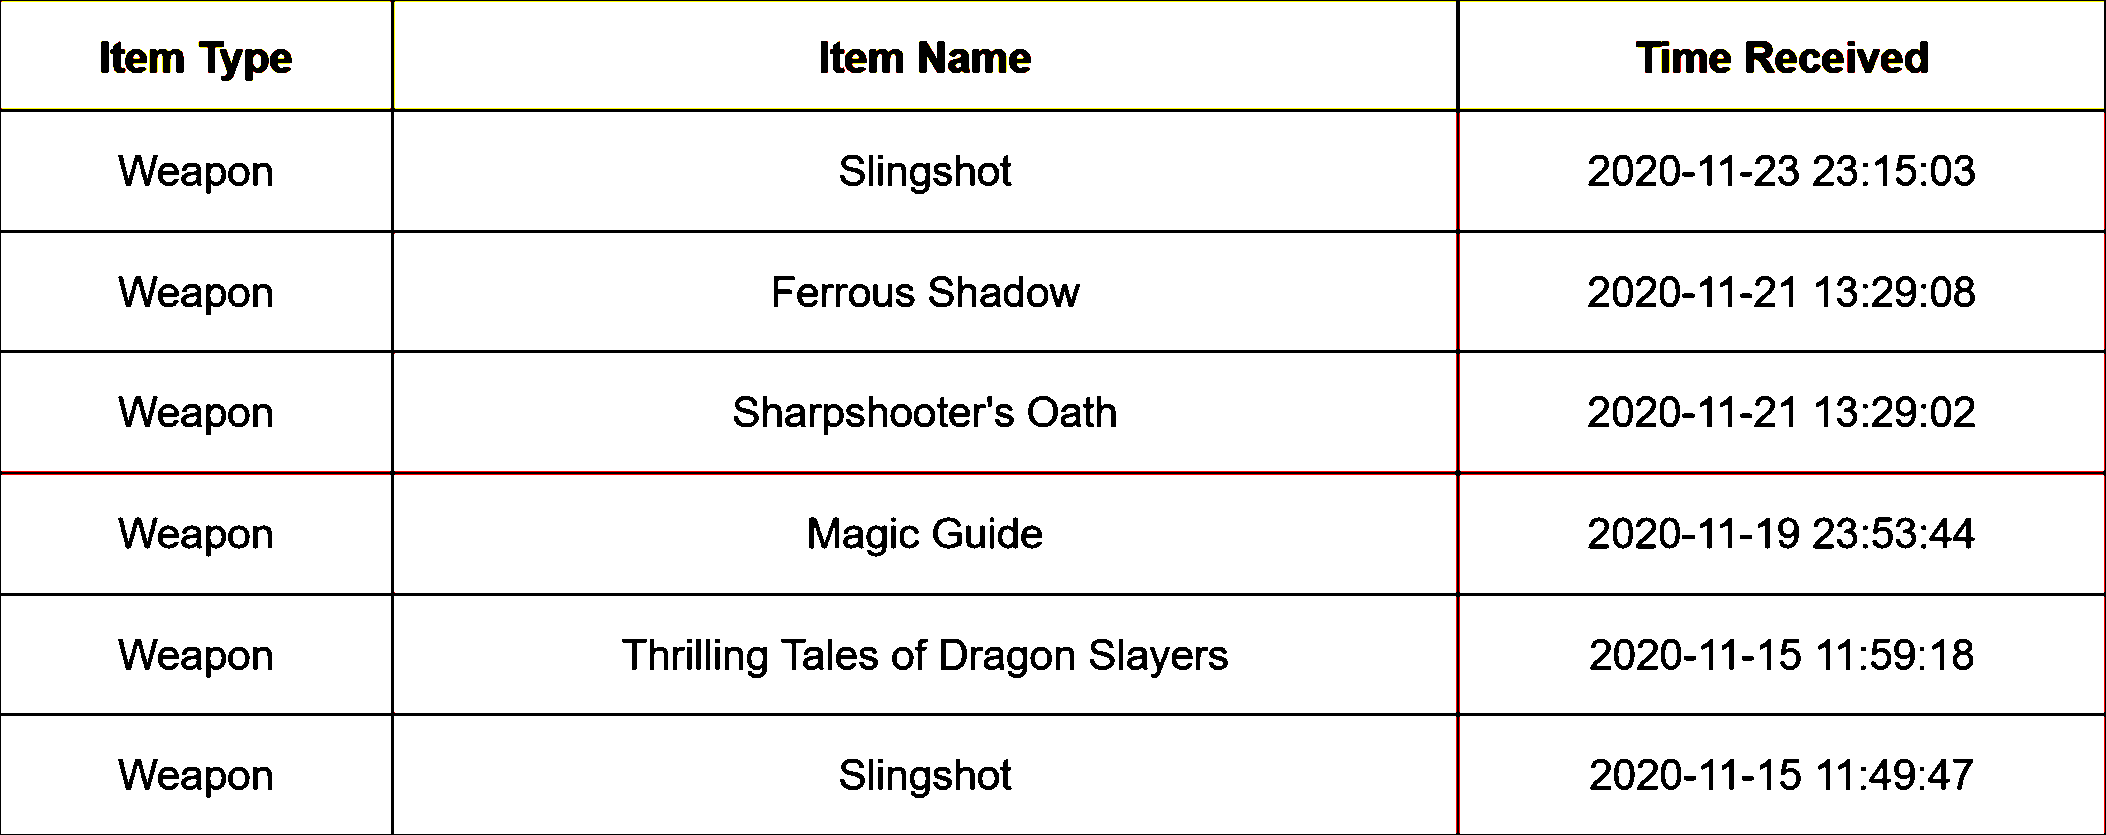 Item Type Item Name Time Received
Weapon Slingshot 2020-11-23 23:15:03
Weapon Ferrous Shadow 2020-11-21 13:29:08
Weapon Sharpshooter's Oath 2020-11-21 13:29:02
Weapon Magic Guide 2020-11-19 23:53:44
Weapon Thrilling Tales of Dragon Slayers 2020-11-15 11:59:18
Weapon Slingshot 2020-11-15 11:49:47